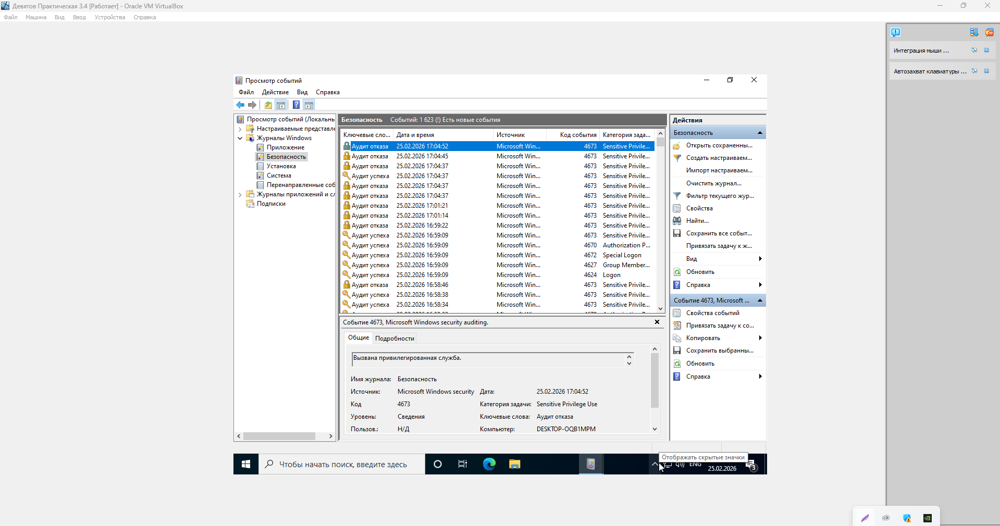 Девятов Практическая 3.4 [Работает] - Oracle VM VirtualBox
Файл Машина Вид Ввод Устройства Справка
Интеграция мыши ...
Автозахват клавиатуры ...
Просмотр событий
Файл Действие Вид Справка
Просмотр событий (Локальнь
Настраиваемые представле
Журналы Windows
Приложение
Безопасность
Установка
Система
Перенаправленные соб
Журналы приложений и сл
Подписки
Безопасность Событий: 1 623 (!) Есть новые события
Ключевые сло... Дата и время Источник Код события Категория зада...
Аудит отказа 25.02.2026 17:04:52 Microsoft Win... 4673 Sensitive Privile...
Аудит отказа 25.02.2026 17:04:45 Microsoft Win... 4673 Sensitive Privile...
Аудит отказа 25.02.2026 17:04:37 Microsoft Win... 4673 Sensitive Privile...
Аудит успеха 25.02.2026 17:04:37 Microsoft Win... 4673 Sensitive Privile...
Аудит отказа 25.02.2026 17:04:37 Microsoft Win... 4673 Sensitive Privile...
Аудит отказа 25.02.2026 17:04:37 Microsoft Win... 4673 Sensitive Privile...
Аудит отказа 25.02.2026 17:01:21 Microsoft Win... 4673 Sensitive Privile...
Аудит отказа 25.02.2026 17:01:14 Microsoft Win... 4673 Sensitive Privile...
Аудит отказа 25.02.2026 16:59:22 Microsoft Win... 4673 Sensitive Privile...
Аудит успеха 25.02.2026 16:59:09 Microsoft Win... 4673 Sensitive Privile...
Аудит успеха 25.02.2026 16:59:09 Microsoft Win... 4670 Authorization P...
Аудит успеха 25.02.2026 16:59:09 Microsoft Win... 4672 Special Logon
Аудит успеха 25.02.2026 16:59:09 Microsoft Win... 4627 Group Member...
Аудит успеха 25.02.2026 16:59:09 Microsoft Win... 4624 Logon
Аудит отказа 25.02.2026 16:58:46 Microsoft Win... 4673 Sensitive Privile...
Аудит успеха 25.02.2026 16:58:38 Microsoft Win... 4673 Sensitive Privile...
Аудит успеха 25.02.2026 16:58:34 Microsoft Win... 4673 Sensitive Privile...
Событие 4673, Microsoft Windows security auditing.
Общие Подробности
Вызвана привилегированная служба.
Имя журнала: Безопасность
Источник: Microsoft Windows security Дата: 25.02.2026 17:04:52
Код 4673 Категория задачи: Sensitive Privilege Use
Уровень: Сведения Ключевые слова: Аудит отказа
Пользов.: Н/Д Компьютер: DESKTOP-OQB1MPM
Действия
Безопасность
Открыть сохраненны...
Создать настраиваем...
Импорт настраиваем...
Очистить журнал...
Фильтр текущего жур...
Свойства
Найти...
Сохранить все событ...
Привязать задачу к ж...
Вид
Обновить
Справка
Событие 4673, Microsoft ...
Свойства событий
Привязать задачу к со...
Копировать
Сохранить выбранны...
Обновить
Справка
Отображать скрытые значки
Чтобы начать поиск, введите здесь
ENG
25.02.2026
3